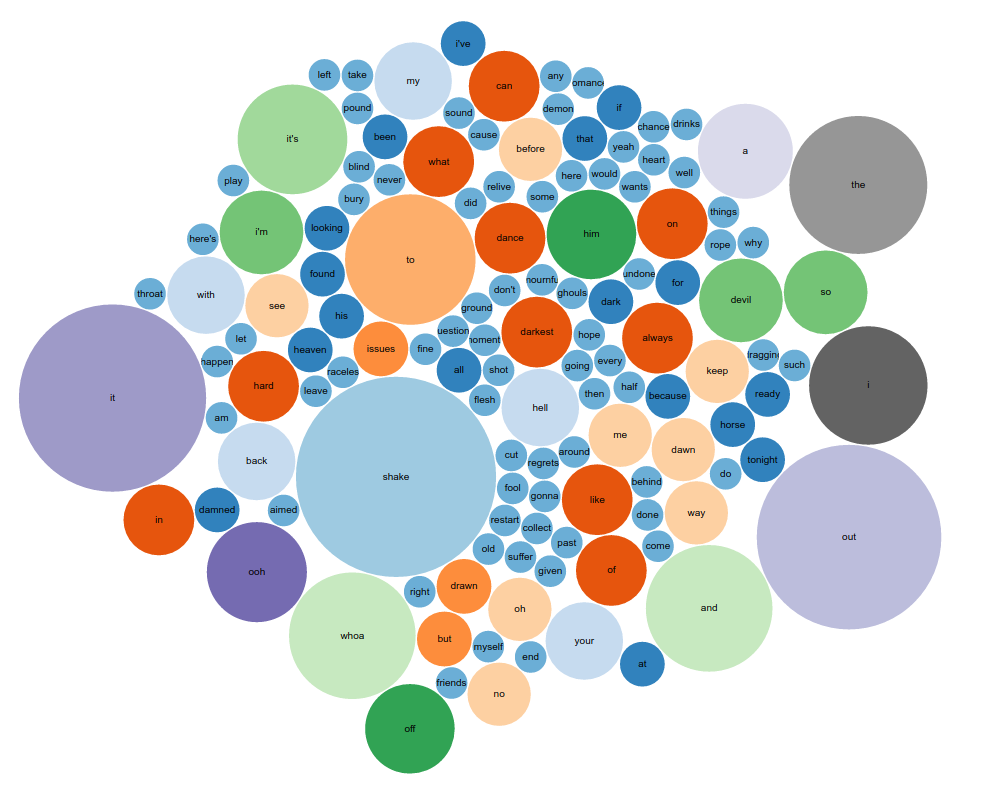 i've
left
take
my
can
any
omanc
pound
sound
demon
if
it's
been
cause
that
chance
drinks
what
before
yeah
a
blind
heart
never
here
would
well
the
play
relive
wants
bury
did
some
things
i'm
looking
dance
him
on
here's
rope
why
to
found
undone
throat
with
see
don't
nournfu
ghouls
dark
for
devil
so
ground
his
uestion
darkest
hope
always
let
heaven
issues
fine
noment
happen
raceles
all
shot
going
every
keep
draggin
such
hard
leave
flesh
then
half
because
ready
i
it
am
hell
me
horse
back
shake
cut
regrets
around
dawn
tonight
do
in
damned
aimed
fool
gonna
like
behind
way
restart
collect
done
out
old
suffer
past
come
ooh
right
drawn
given
of
whoa
but
oh
and
myself
end
your
at
friends
no
off